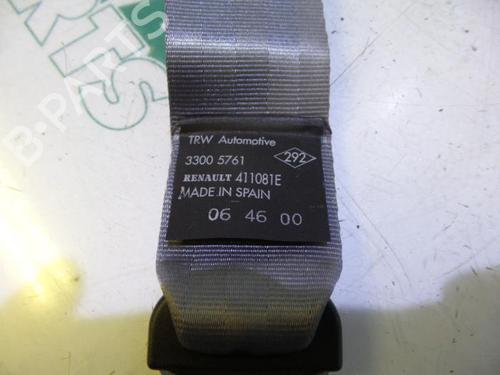 B-PARTS
TRW Automotive
3300 5761
292
RENAULT 411081E
MADE IN SPAIN
06 46 00